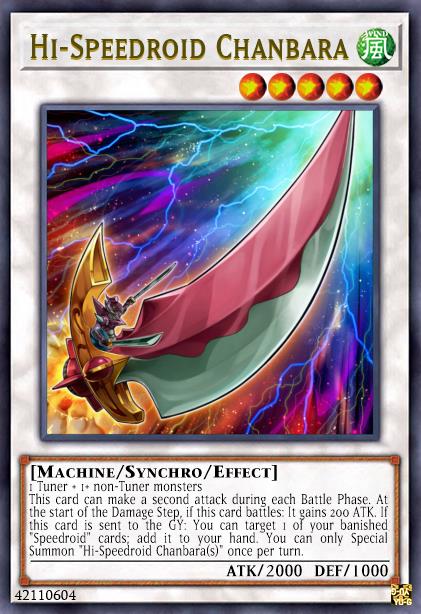 Hi-Speedroid Chanbara
WIND
風
[Machine/Synchro/Effect]
1 Tuner + 1+ non-Tuner monsters
This card can make a second attack during each Battle Phase. At
the start of the Damage Step, if this card battles: It gains 200 ATK. If
this card is sent to the GY: You can target 1 of your banished
"Speedroid" cards; add it to your hand. You can only Special
Summon "Hi-Speedroid Chanbara(s)" once per turn.
ATK/2000 DEF/1000
42110604